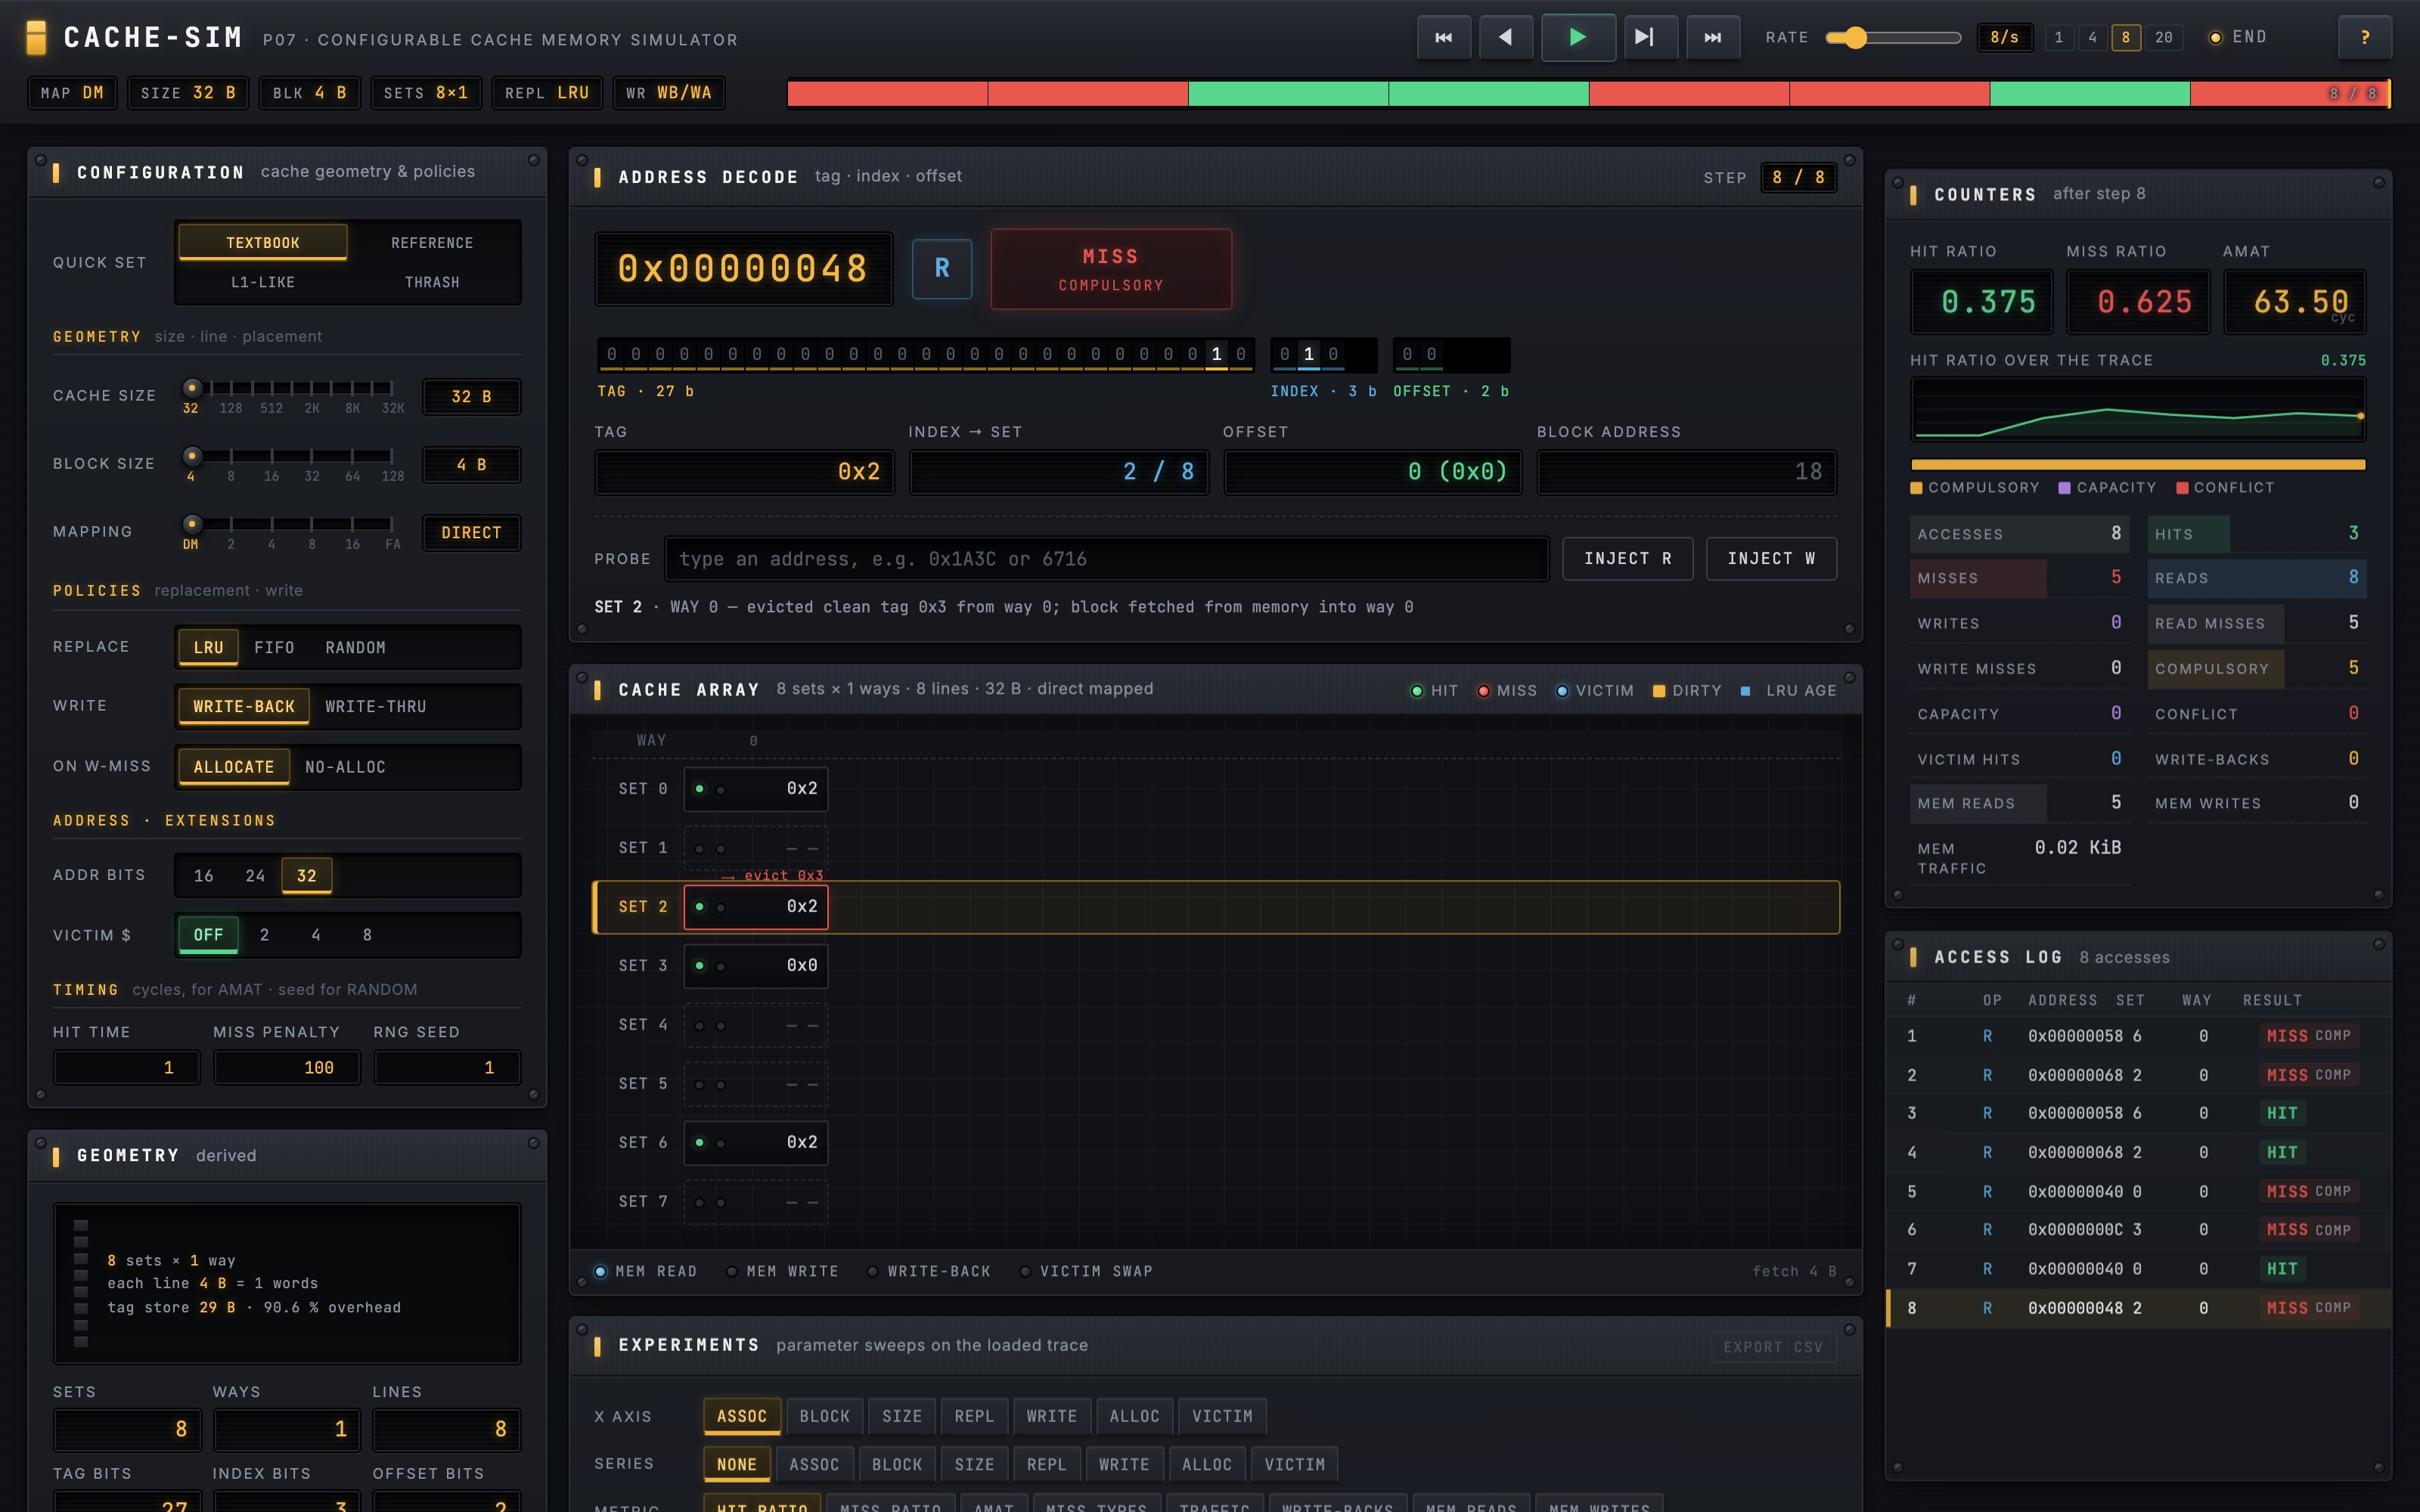 CACHE-SIM P07 · CONFIGURABLE CACHE MEMORY SIMULATOR
RATE 8/s 1 4 8 20 END ?
MAP DM SIZE 32 B BLK 4 B SETS 8×1 REPL LRU WR WB/WA 8 / 8
CONFIGURATION cache geometry & policies
QUICK SET TEXTBOOK REFERENCE
L1-LIKE THRASH
GEOMETRY size · line · placement
CACHE SIZE 32 128 512 2K 8K 32K 32 B
BLOCK SIZE 4 8 16 32 64 128 4 B
MAPPING DM 2 4 8 16 FA DIRECT
POLICIES replacement · write
REPLACE LRU FIFO RANDOM
WRITE WRITE-BACK WRITE-THRU
ON W-MISS ALLOCATE NO-ALLOC
ADDRESS · EXTENSIONS
ADDR BITS 16 24 32
VICTIM $ OFF 2 4 8
TIMING cycles, for AMAT · seed for RANDOM
HIT TIME MISS PENALTY RNG SEED
1 100 1
GEOMETRY derived
8 sets × 1 way
each line 4 B = 1 words
tag store 29 B · 90.6 % overhead
SETS WAYS LINES
8 1 8
TAG BITS INDEX BITS OFFSET BITS
27 3 2
ADDRESS DECODE tag · index · offset STEP 8 / 8
0x00000048 R MISS
COMPULSORY
0 0 0 0 0 0 0 0 0 0 0 0 0 0 0 0 0 0 0 0 0 0 0 0 0 1 0 0 1 0 0 0
TAG · 27 b INDEX · 3 b OFFSET · 2 b
TAG INDEX → SET OFFSET BLOCK ADDRESS
0x2 2 / 8 0 (0x0) 18
PROBE type an address, e.g. 0x1A3C or 6716 INJECT R INJECT W
SET 2 · WAY 0 — evicted clean tag 0x3 from way 0; block fetched from memory into way 0
CACHE ARRAY 8 sets × 1 ways · 8 lines · 32 B · direct mapped HIT MISS VICTIM DIRTY LRU AGE
WAY 0
SET 0 0x2
SET 1 — —
→ evict 0x3
SET 2 0x2
SET 3 0x0
SET 4 — —
SET 5 — —
SET 6 0x2
SET 7 — —
MEM READ MEM WRITE WRITE-BACK VICTIM SWAP fetch 4 B
EXPERIMENTS parameter sweeps on the loaded trace EXPORT CSV
X AXIS ASSOC BLOCK SIZE REPL WRITE ALLOC VICTIM
SERIES NONE ASSOC BLOCK SIZE REPL WRITE ALLOC VICTIM
METRIC HIT RATIO MISS RATIO AMAT MISS TYPES TRAFFIC WRITE-BACKS MEM READS MEM WRITES
COUNTERS after step 8
HIT RATIO MISS RATIO AMAT
0.375 0.625 63.50 cyc
HIT RATIO OVER THE TRACE 0.375
COMPULSORY CAPACITY CONFLICT
ACCESSES 8 HITS 3
MISSES 5 READS 8
WRITES 0 READ MISSES 5
WRITE MISSES 0 COMPULSORY 5
CAPACITY 0 CONFLICT 0
VICTIM HITS 0 WRITE-BACKS 0
MEM READS 5 MEM WRITES 0
MEM TRAFFIC 0.02 KiB
ACCESS LOG 8 accesses
# OP ADDRESS SET WAY RESULT
1 R 0x00000058 6 0 MISS COMP
2 R 0x00000068 2 0 MISS COMP
3 R 0x00000058 6 0 HIT
4 R 0x00000068 2 0 HIT
5 R 0x00000040 0 0 MISS COMP
6 R 0x0000000C 3 0 MISS COMP
7 R 0x00000040 0 0 HIT
8 R 0x00000048 2 0 MISS COMP